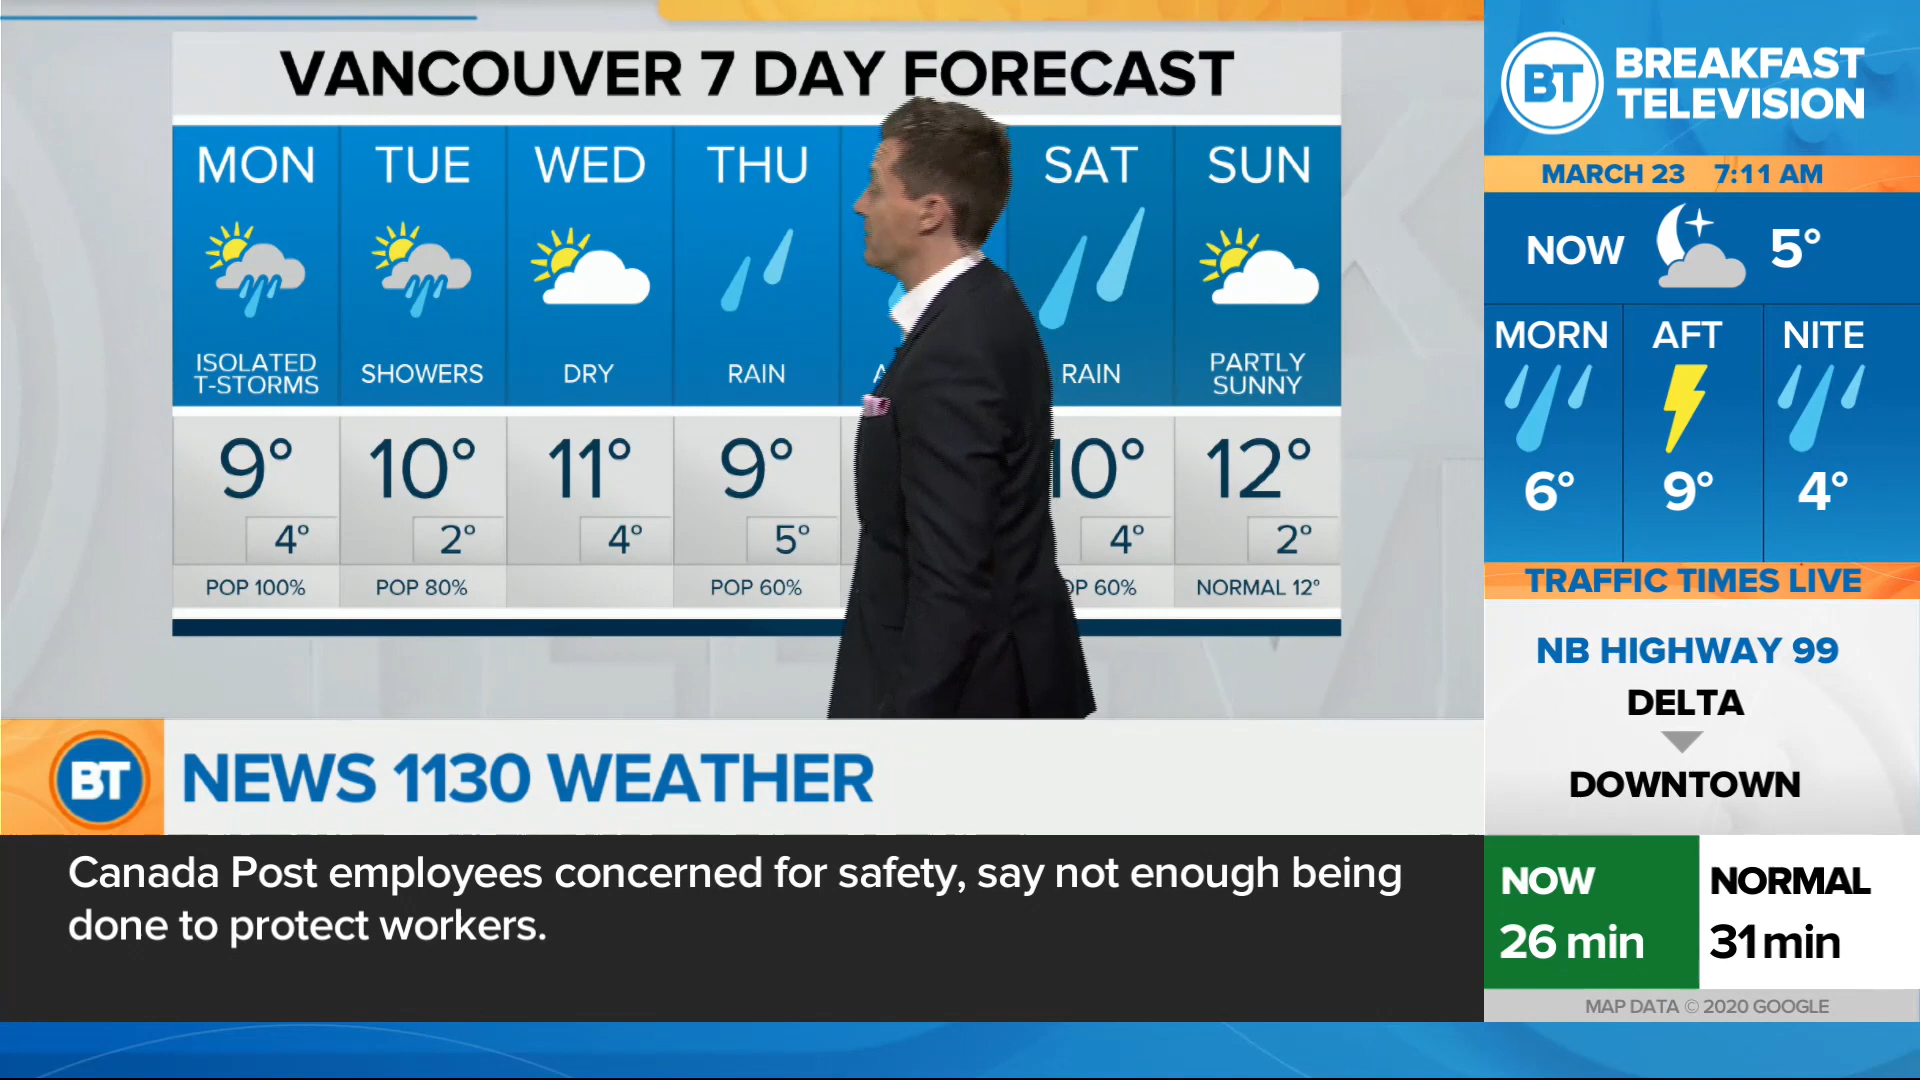 VANCOUVER 7 DAY FORECAST
MON TUE WED THU SAT SUN
ISOLATED T-STORMS
SHOWERS
DRY
RAIN
RAIN
PARTLY SUNNY
9° 10° 11° 9° 10° 12°
4° 2° 4° 5° 4° 2°
POP 100% POP 80% POP 60% 60% NORMAL 12°
BT
NEWS 1130 WEATHER
Canada Post employees concerned for safety, say not enough being
done to protect workers.
BT
BREAKFAST
TELEVISION
MARCH 23 7:11 AM
NOW 5°
MORN AFT NITE
6° 9° 4°
TRAFFIC TIMES LIVE
NB HIGHWAY 99
DELTA
DOWNTOWN
NOW NORMAL
26 min 31 min
MAP DATA © 2020 GOOGLE